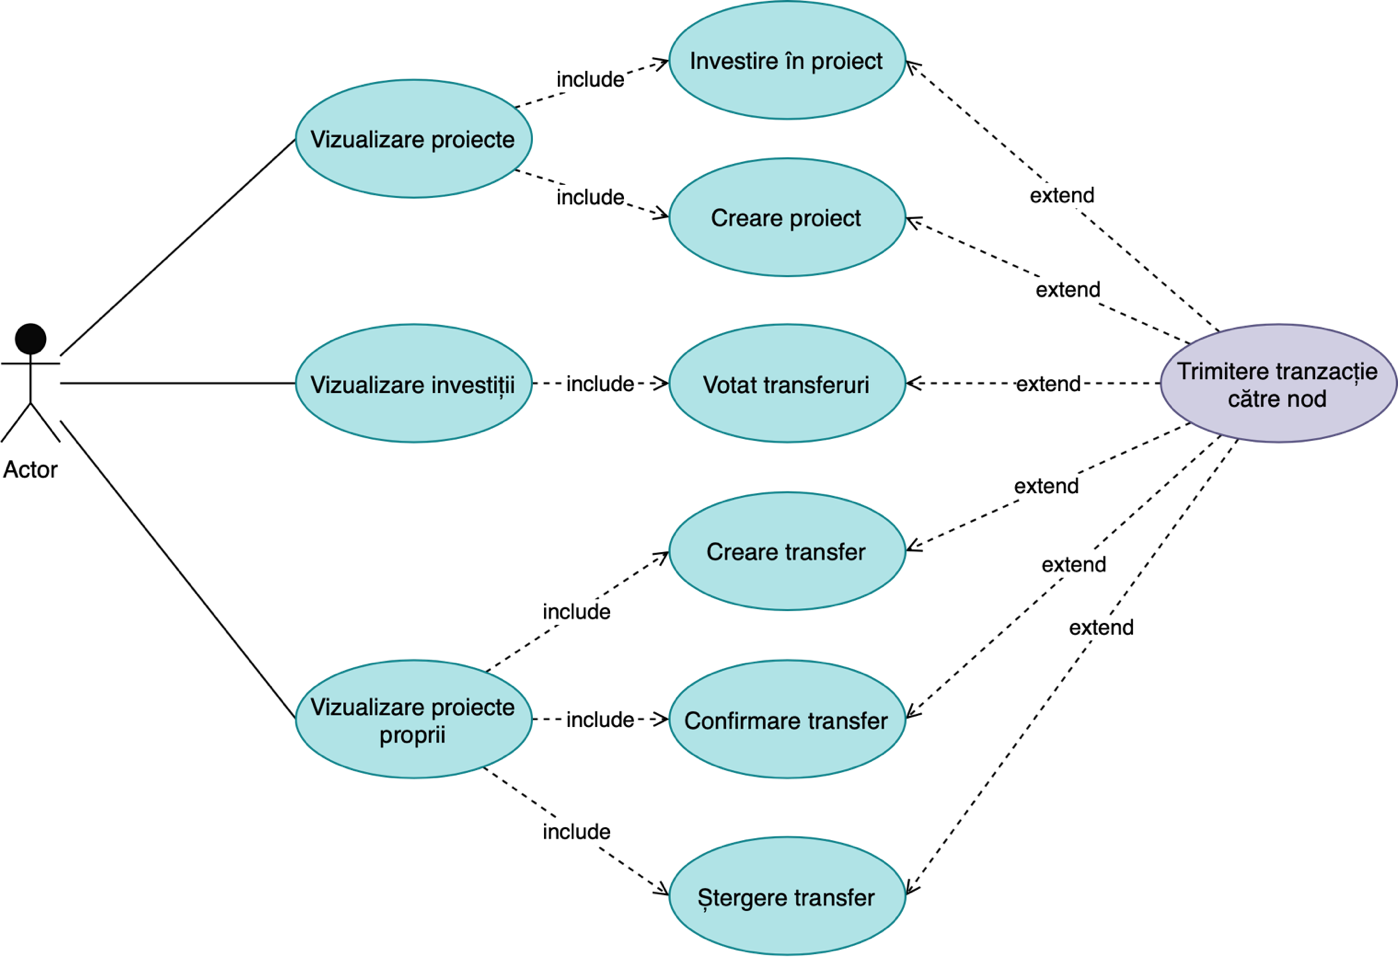 Investire în proiect
include
Vizualizare proiecte
include
Creare proiect
extend
extend
Actor
Vizualizare investiții
include
Votat transferuri
extend
Trimitere tranzacție
către nod
extend
Creare transfer
extend
include
extend
Vizualizare proiecte
proprii
include
Confirmare transfer
include
Ștergere transfer